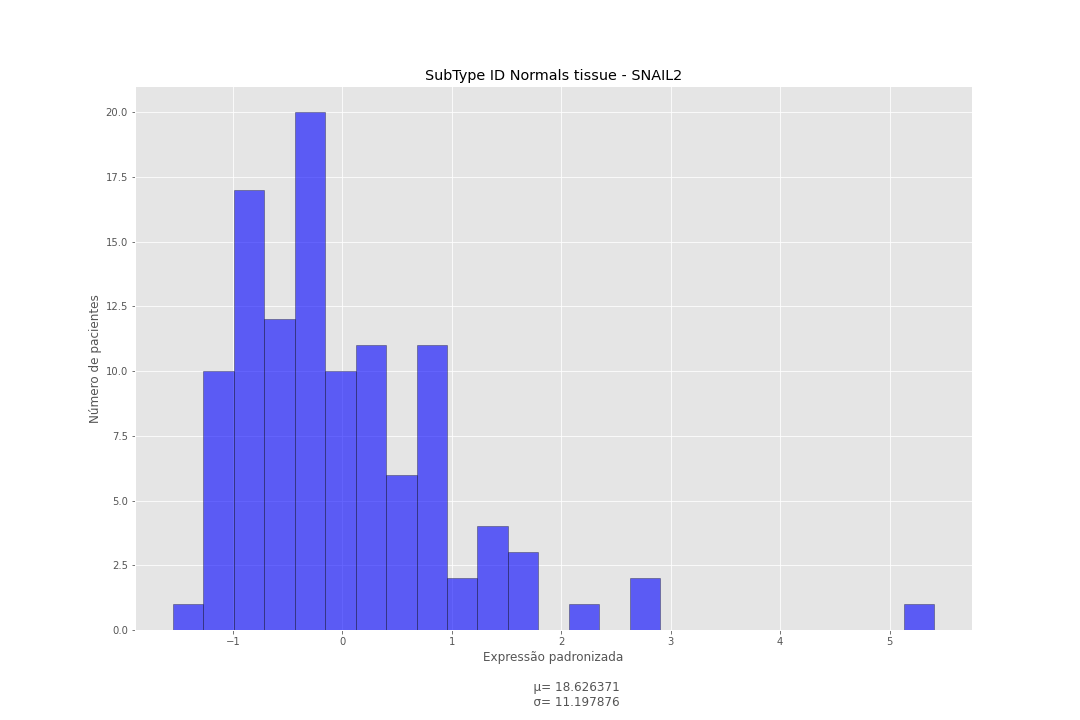 SubType ID Normals tissue - SNAIL2
20.0
17.5
15.0
12.5
10.0
7.5
5.0
2.5
0.0
Número de pacientes
−1 0 1 2 3 4 5
Expressão padronizada
μ= 18.626371
σ= 11.197876